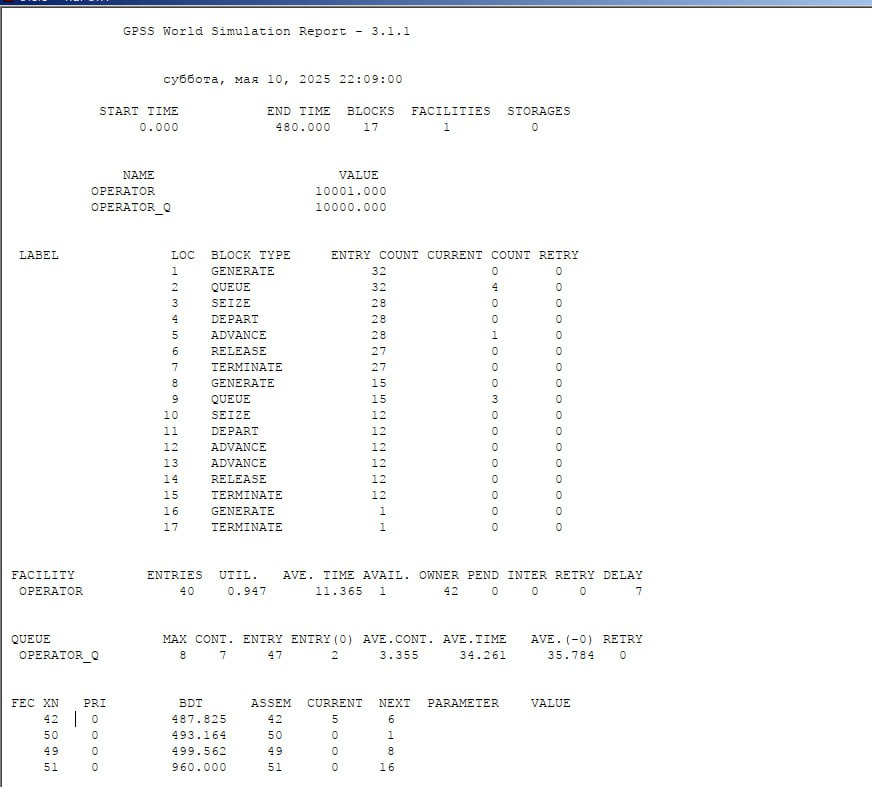 GPSS World Simulation Report - 3.1.1
суббота, мая 10, 2025 22:09:00
START TIME END TIME BLOCKS FACILITIES STORAGES
0.000 480.000 17 1 0
NAME VALUE
OPERATOR 10001.000
OPERATOR_Q 10000.000
LABEL LOC BLOCK TYPE ENTRY COUNT CURRENT COUNT RETRY
1 GENERATE 32 0 0
2 QUEUE 32 4 0
3 SEIZE 28 0 0
4 DEPART 28 0 0
5 ADVANCE 28 1 0
6 RELEASE 27 0 0
7 TERMINATE 27 0 0
8 GENERATE 15 0 0
9 QUEUE 15 3 0
10 SEIZE 12 0 0
11 DEPART 12 0 0
12 ADVANCE 12 0 0
13 ADVANCE 12 0 0
14 RELEASE 12 0 0
15 TERMINATE 12 0 0
16 GENERATE 1 0 0
17 TERMINATE 1 0 0
FACILITY ENTRIES UTIL. AVE. TIME AVAIL. OWNER PEND INTER RETRY DELAY
OPERATOR 40 0.947 11.365 1 42 0 0 0 7
QUEUE MAX CONT. ENTRY ENTRY(0) AVE.CONT. AVE.TIME AVE.(-0) RETRY
OPERATOR_Q 8 7 47 2 3.355 34.261 35.784 0
FEC XN PRI BDT ASSEM CURRENT NEXT PARAMETER VALUE
42 0 487.825 42 5 6
50 0 493.164 50 0 1
49 0 499.562 49 0 8
51 0 960.000 51 0 16